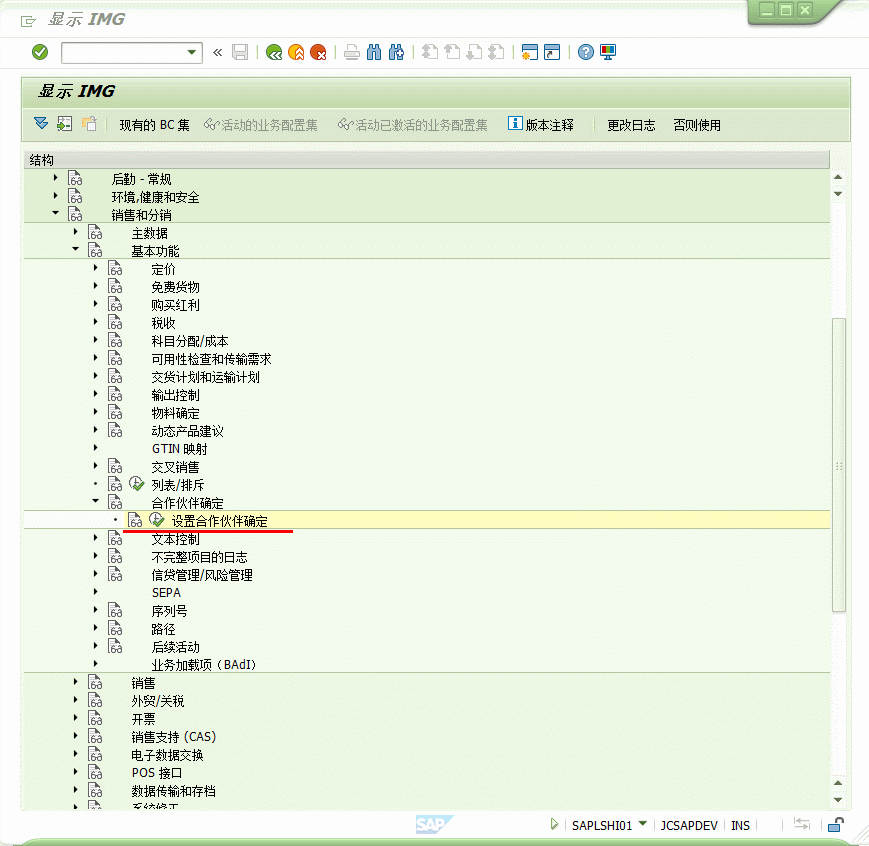 显示 IMG
«
显示 IMG
现有的 BC 集 活动的业务配置集 活动已激活的业务配置集 版本注释 更改日志 否则使用
结构
后勤 - 常规
环境,健康和安全
销售和分销
主数据
基本功能
定价
免费货物
购买红利
税收
科目分配/成本
可用性检查和传输需求
交货计划和运输计划
输出控制
物料确定
动态产品建议
GTIN 映射
交叉销售
列表/排斥
合作伙伴确定
设置合作伙伴确定
文本控制
不完整项目的日志
信贷管理/风险管理
SEPA
序列号
路径
后续活动
业务加载项（BAdI）
销售
外贸/关税
开票
销售支持 (CAS)
电子数据交换
POS 接口
数据传输和存档
系统修正
SAP SAPLSHI01 JCSAPDEV INS